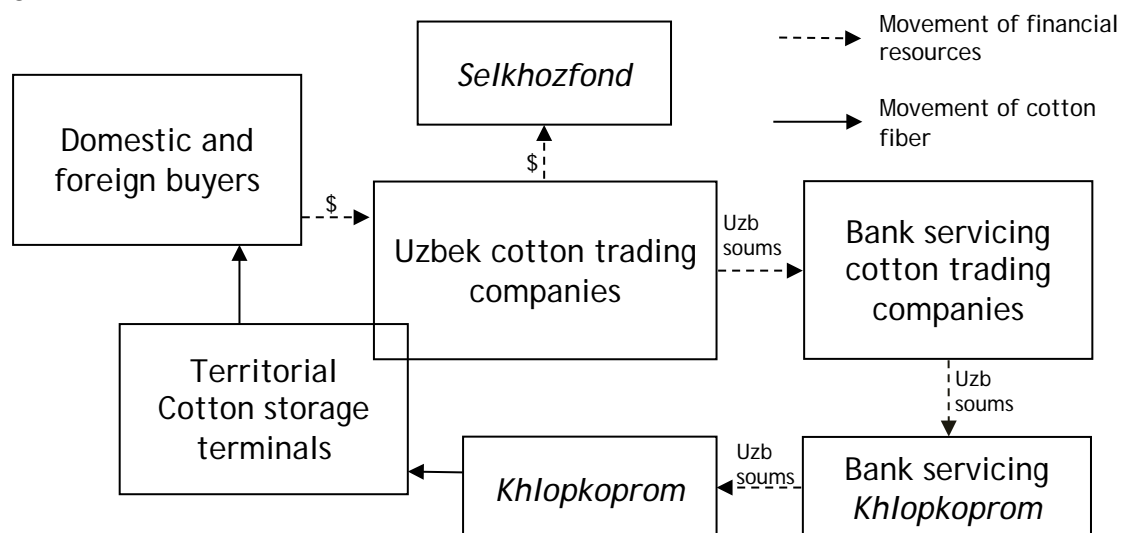 Movement of financial
resources
Selkhozfond
Movement of cotton
fiber
Domestic and
foreign buyers
$
$
Uzbek cotton trading
companies
Uzb
soums
Bank servicing
cotton trading
companies
Territorial
Cotton storage
terminals
Uzb
soums
Khlopkoprom
Uzb
soums
Bank servicing
Khlopkoprom